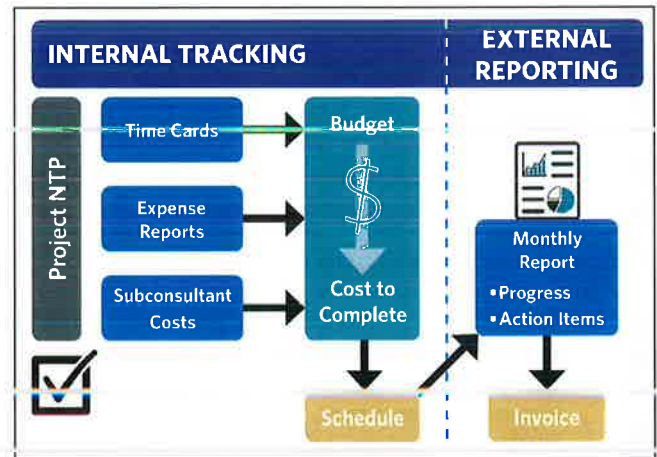 INTERNAL TRACKING
EXTERNAL
REPORTING
Project NTP
Time Cards
Expense
Reports
Subconsultant
Costs
Budget
$
Cost to
Complete
Schedule
Monthly
Report
•Progress
•Action Items
Invoice